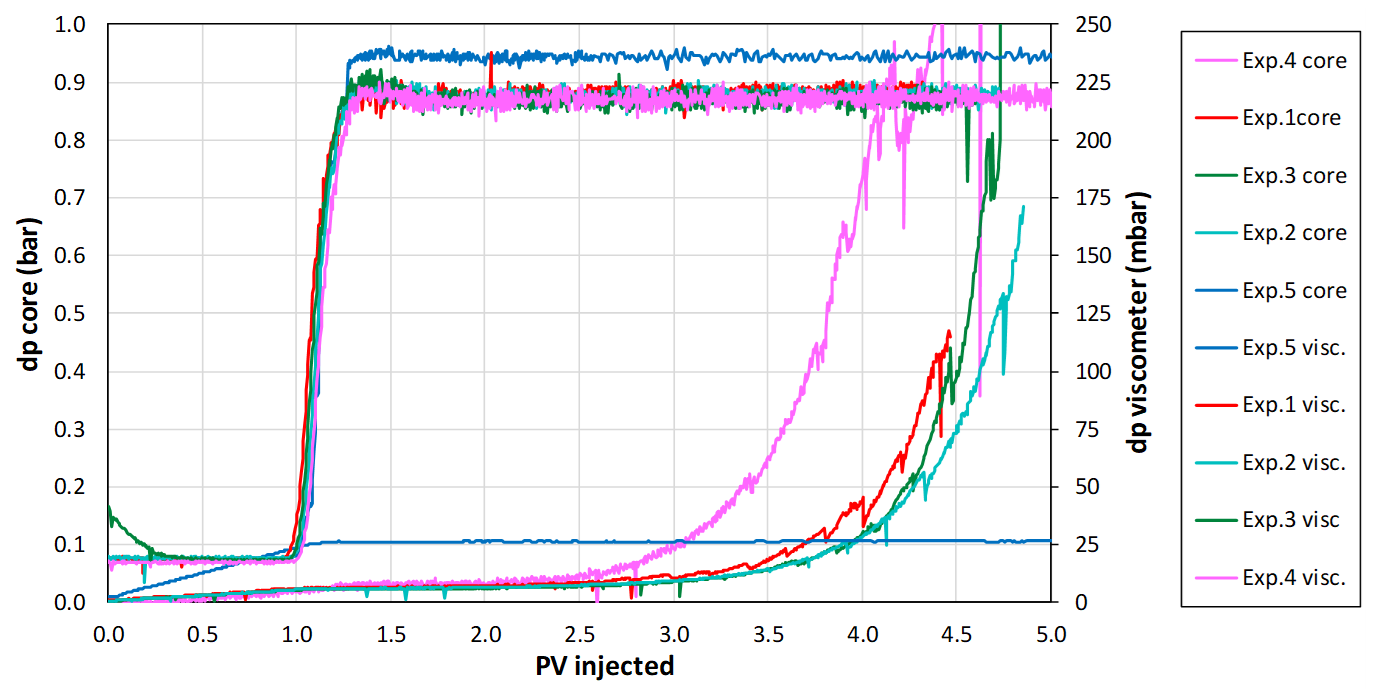 1.0
0.9
0.8
0.7
0.6
0.5
0.4
0.3
0.2
0.1
0.0
dp core (bar)
0.0 0.5 1.0 1.5 2.0 2.5 3.0 3.5 4.0 4.5 5.0
PV injected
250
225
200
175
150
125
100
75
50
25
0
dp viscometer (mbar)
Exp.4 core
Exp.1core
Exp.3 core
Exp.2 core
Exp.5 core
Exp.5 visc.
Exp.1 visc.
Exp.2 visc.
Exp.3 visc
Exp.4 visc.